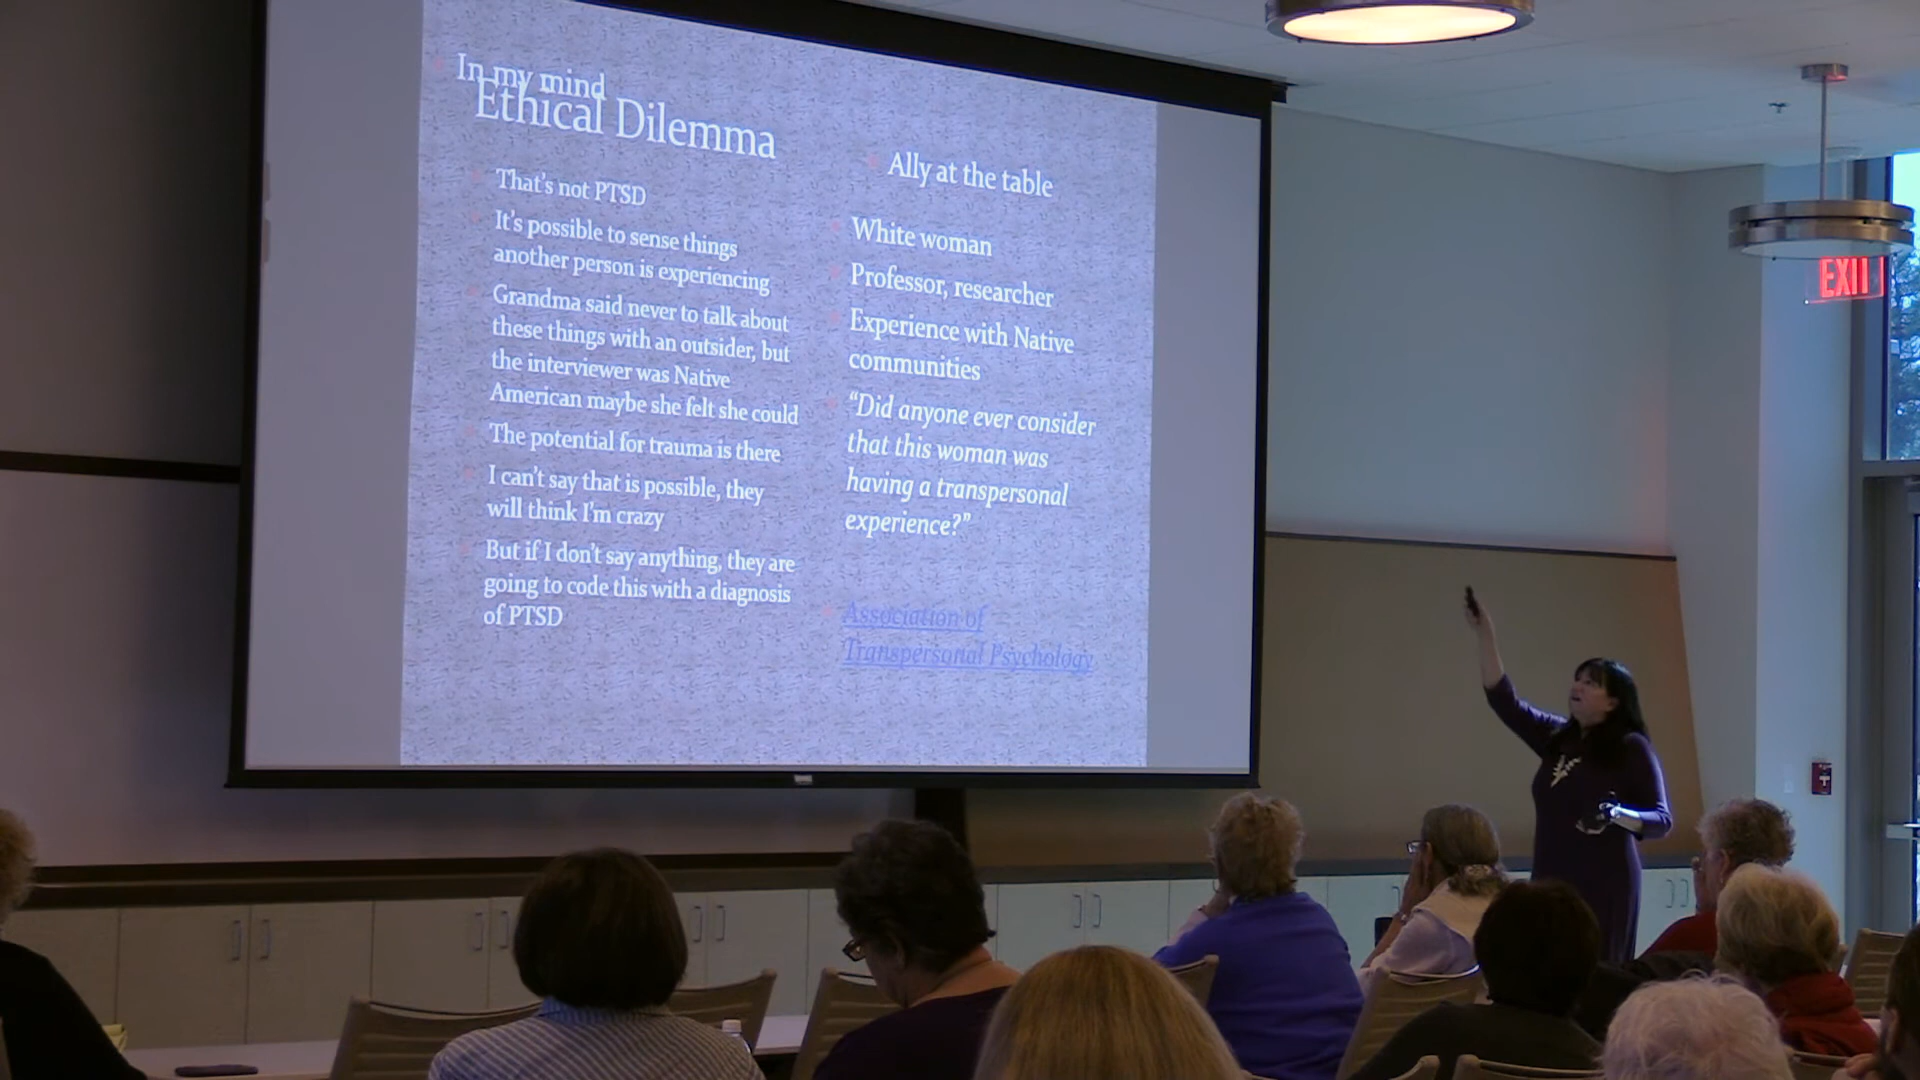 In my mind
Ethical Dilemma
That's not PTSD
It's possible to sense things
another person is experiencing
Grandma said never to talk about
these things with an outsider, but
the interviewer was Native
American maybe she felt she could
The potential for trauma is there
I can't say that is possible, they
will think I'm crazy
But if I don't say anything, they are
going to code this with a diagnosis
of PTSD
Ally at the table
White woman
Professor, researcher
Experience with Native
communities
“Did anyone ever consider
that this woman was
having a transpersonal
experience?”
Association of
Transpersonal Psychology
EXIT